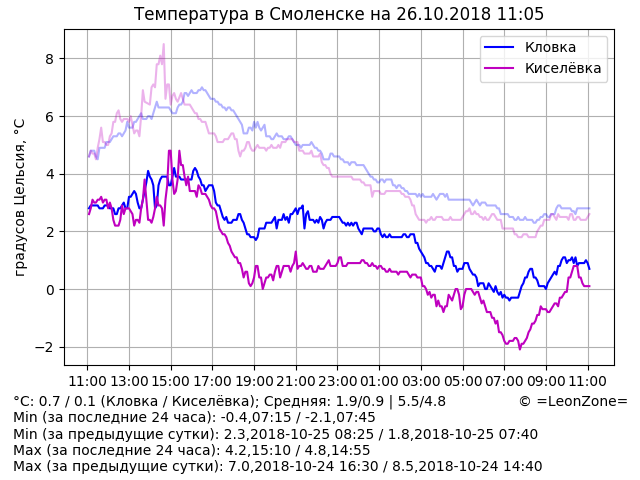 Температура в Смоленске на 26.10.2018 11:05
Кловка
Киселёвка
градусов Цельсия, °C
8
6
4
2
0
−2
11:00 13:00 15:00 17:00 19:00 21:00 23:00 01:00 03:00 05:00 07:00 09:00 11:00
°C: 0.7 / 0.1 (Кловка / Киселёвка); Средняя: 1.9/0.9 | 5.5/4.8 © =LeonZone=
Min (за последние 24 часа): -0.4,07:15 / -2.1,07:45
Min (за предыдущие сутки): 2.3,2018-10-25 08:25 / 1.8,2018-10-25 07:40
Max (за последние 24 часа): 4.2,15:10 / 4.8,14:55
Max (за предыдущие сутки): 7.0,2018-10-24 16:30 / 8.5,2018-10-24 14:40